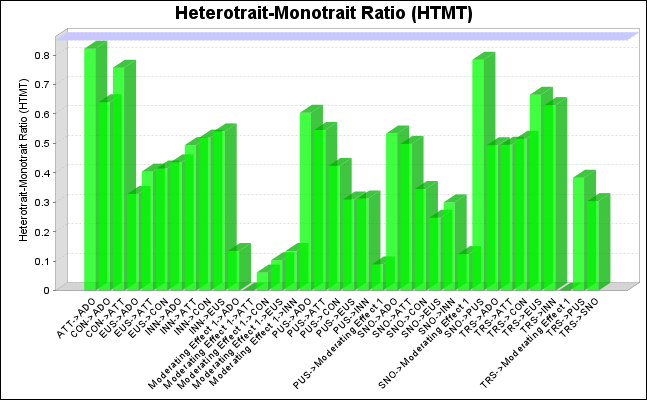 Heterotrait-Monotrait Ratio (HTMT)
Heterotrait-Monotrait Ratio (HTMT)
0.8
0.7
0.6
0.5
0.4
0.3
0.2
0.1
0
ATT->ADO
CON->ADO
CON->ATT
EUS->ADO
EUS->ATT
EUS->CON
INN->ADO
INN->ATT
INN->CON
INN->EUS
Moderating Effect 1->ADO
Moderating Effect 1->ATT
Moderating Effect 1->CON
Moderating Effect 1->EUS
Moderating Effect 1->INN
PUS->ADO
PUS->ATT
PUS->CON
PUS->EUS
PUS->INN
PUS->Moderating Effect 1
SNO->ADO
SNO->ATT
SNO->CON
SNO->EUS
SNO->INN
SNO->Moderating Effect 1
SNO->PUS
TRS->ADO
TRS->ATT
TRS->CON
TRS->EUS
TRS->INN
TRS->Moderating Effect 1
TRS->PUS
TRS->SNO